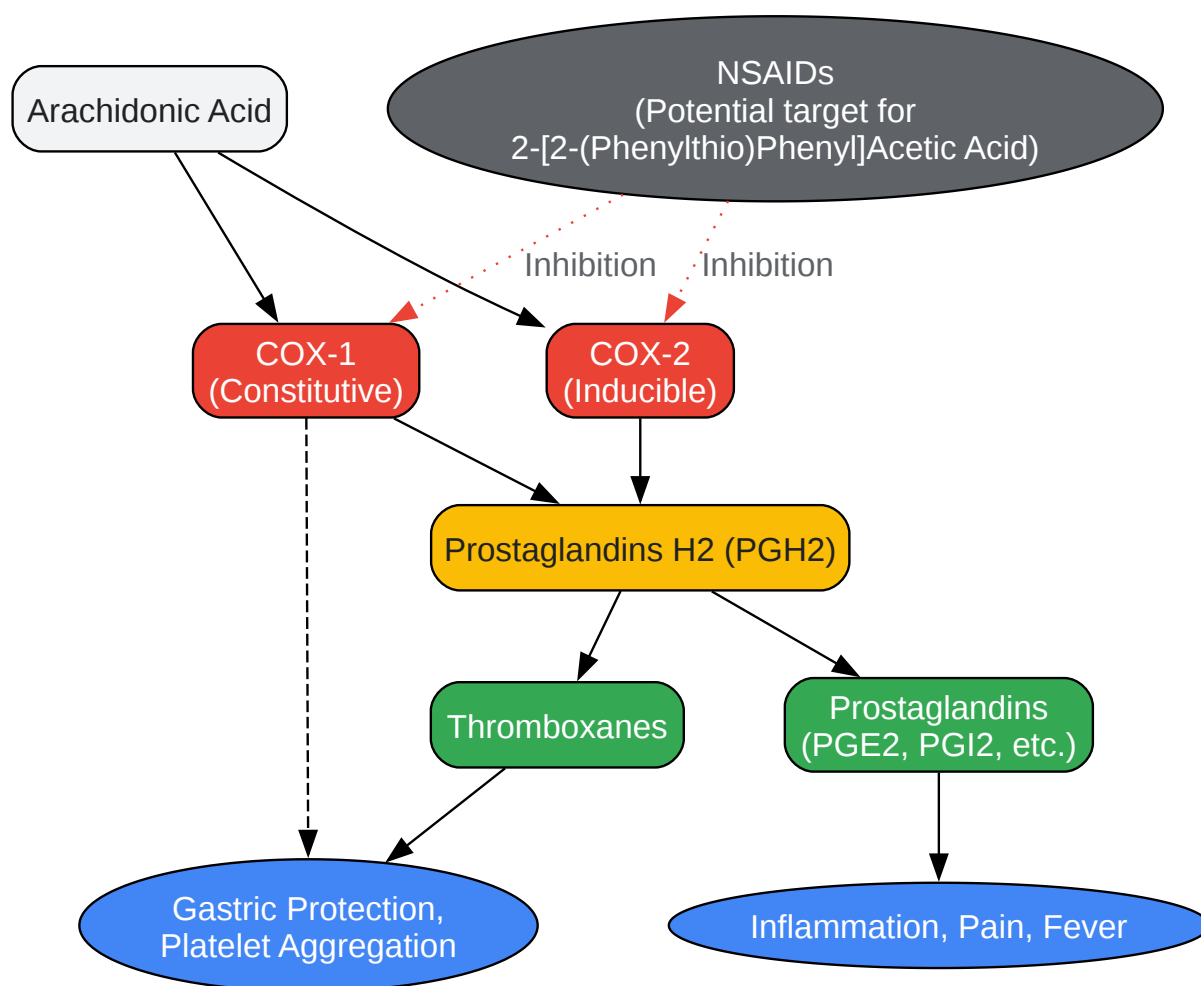 Arachidonic Acid
NSAIDs
(Potential target for
2-[2-(Phenylthio)Phenyl]Acetic Acid)
Inhibition
Inhibition
COX-1
(Constitutive)
COX-2
(Inducible)
Prostaglandins H2 (PGH2)
Thromboxanes
Prostaglandins
(PGE2, PGI2, etc.)
Gastric Protection,
Platelet Aggregation
Inflammation, Pain, Fever